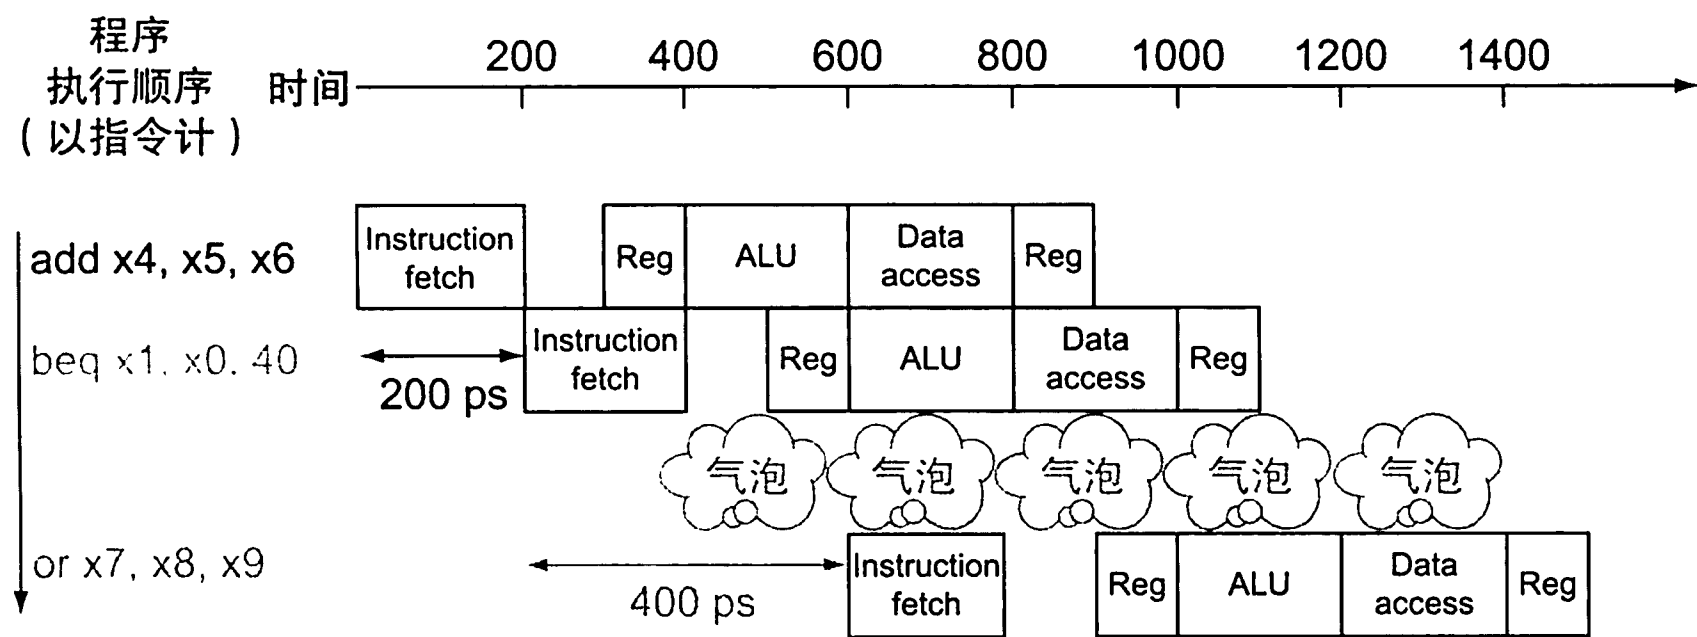 程序
执行顺序
（以指令计）
时间
200 400 600 800 1000 1200 1400
add x4, x5, x6
Instruction
fetch
Reg
ALU
Data
access
Reg
beq x1, x0, 40
200 ps
Instruction
fetch
Reg
ALU
Data
access
Reg
气泡 气泡 气泡 气泡 气泡
or x7, x8, x9
400 ps
Instruction
fetch
Reg
ALU
Data
access
Reg